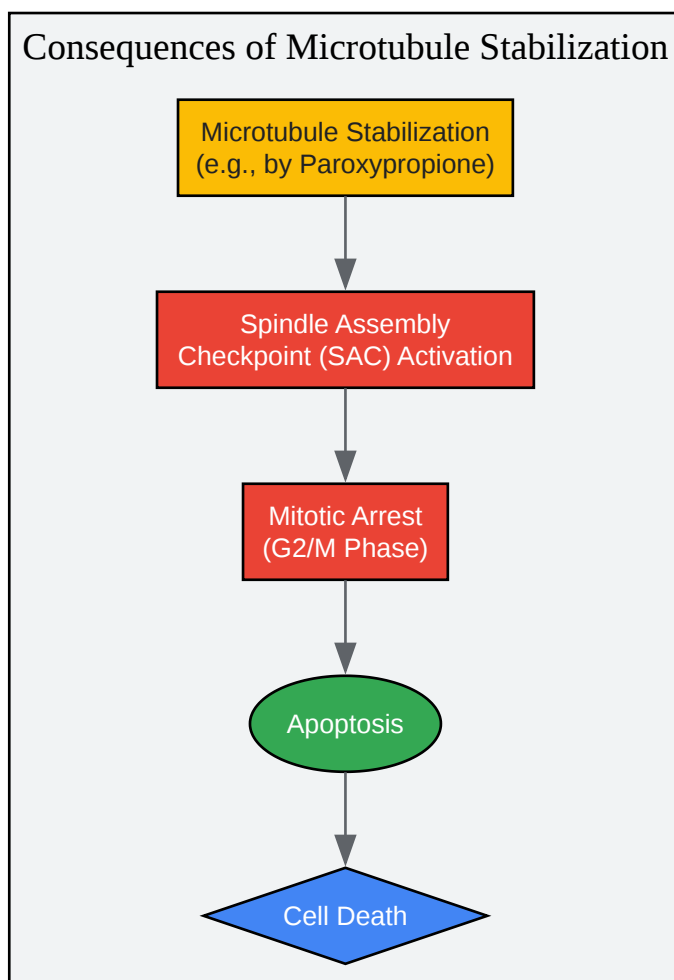 Consequences of Microtubule Stabilization
Microtubule Stabilization
(e.g., by Paroxypropione)
Spindle Assembly
Checkpoint (SAC) Activation
Mitotic Arrest
(G2/M Phase)
Apoptosis
Cell Death